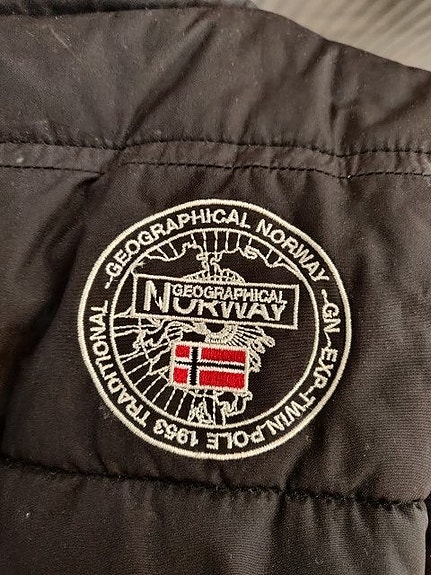 GEOGRAPHICAL NORWAY - GN - EXP - TWIN POLE 1953 TRADITIONAL -
GEOGRAPHICAL
NORWAY